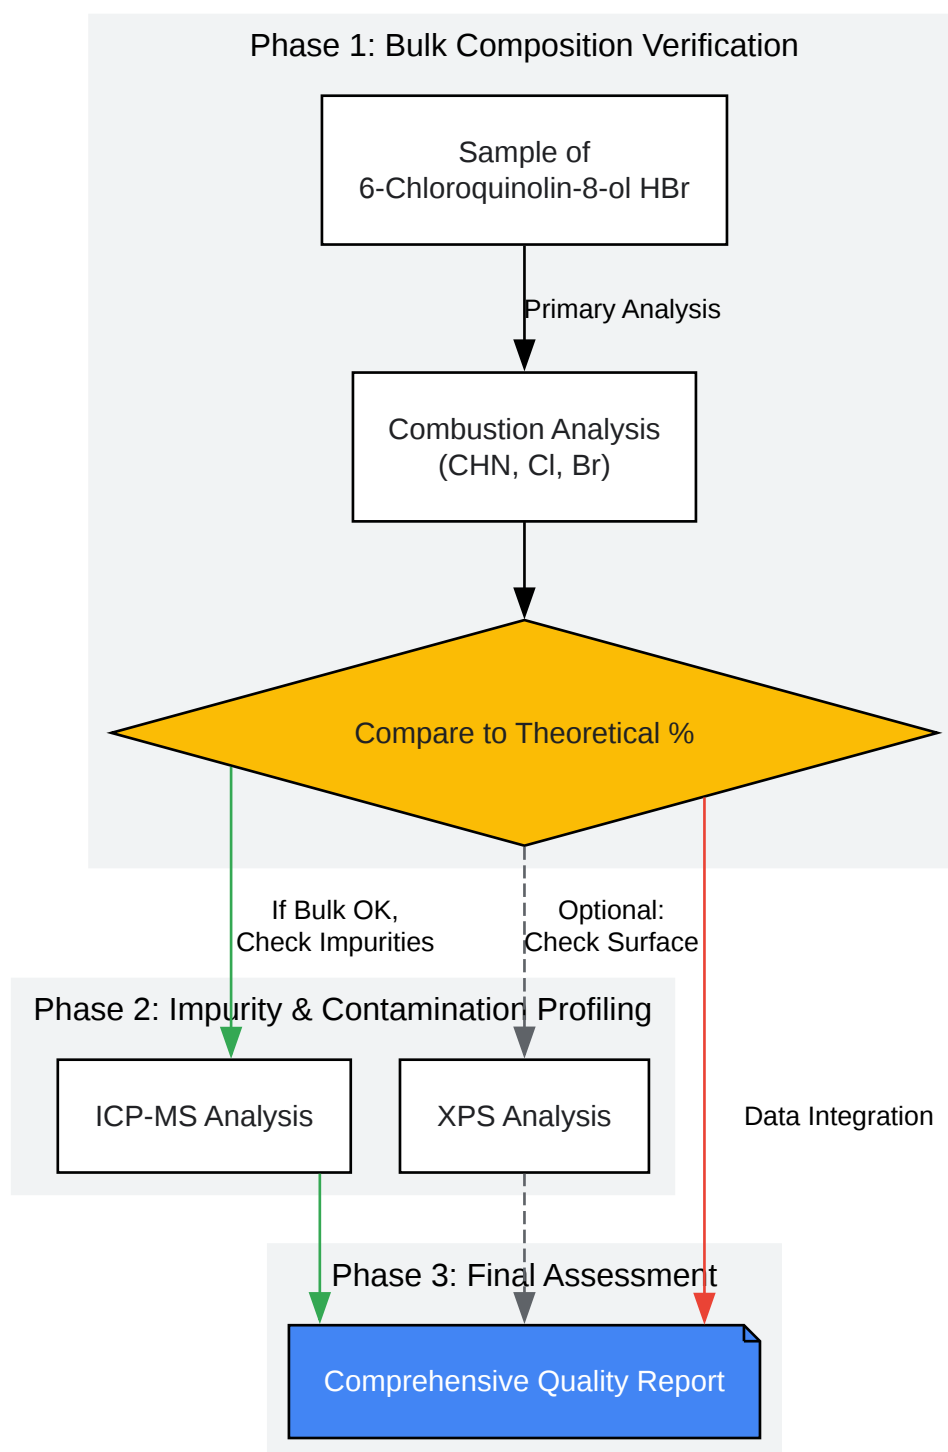 Phase 1: Bulk Composition Verification
Sample of
6-Chloroquinolin-8-ol HBr
Primary Analysis
Combustion Analysis
(CHN, Cl, Br)
Compare to Theoretical %
If Bulk OK,
Check Impurities
Optional:
Check Surface
Phase 2: Impurity & Contamination Profiling
ICP-MS Analysis
XPS Analysis
Data Integration
Phase 3: Final Assessment
Comprehensive Quality Report